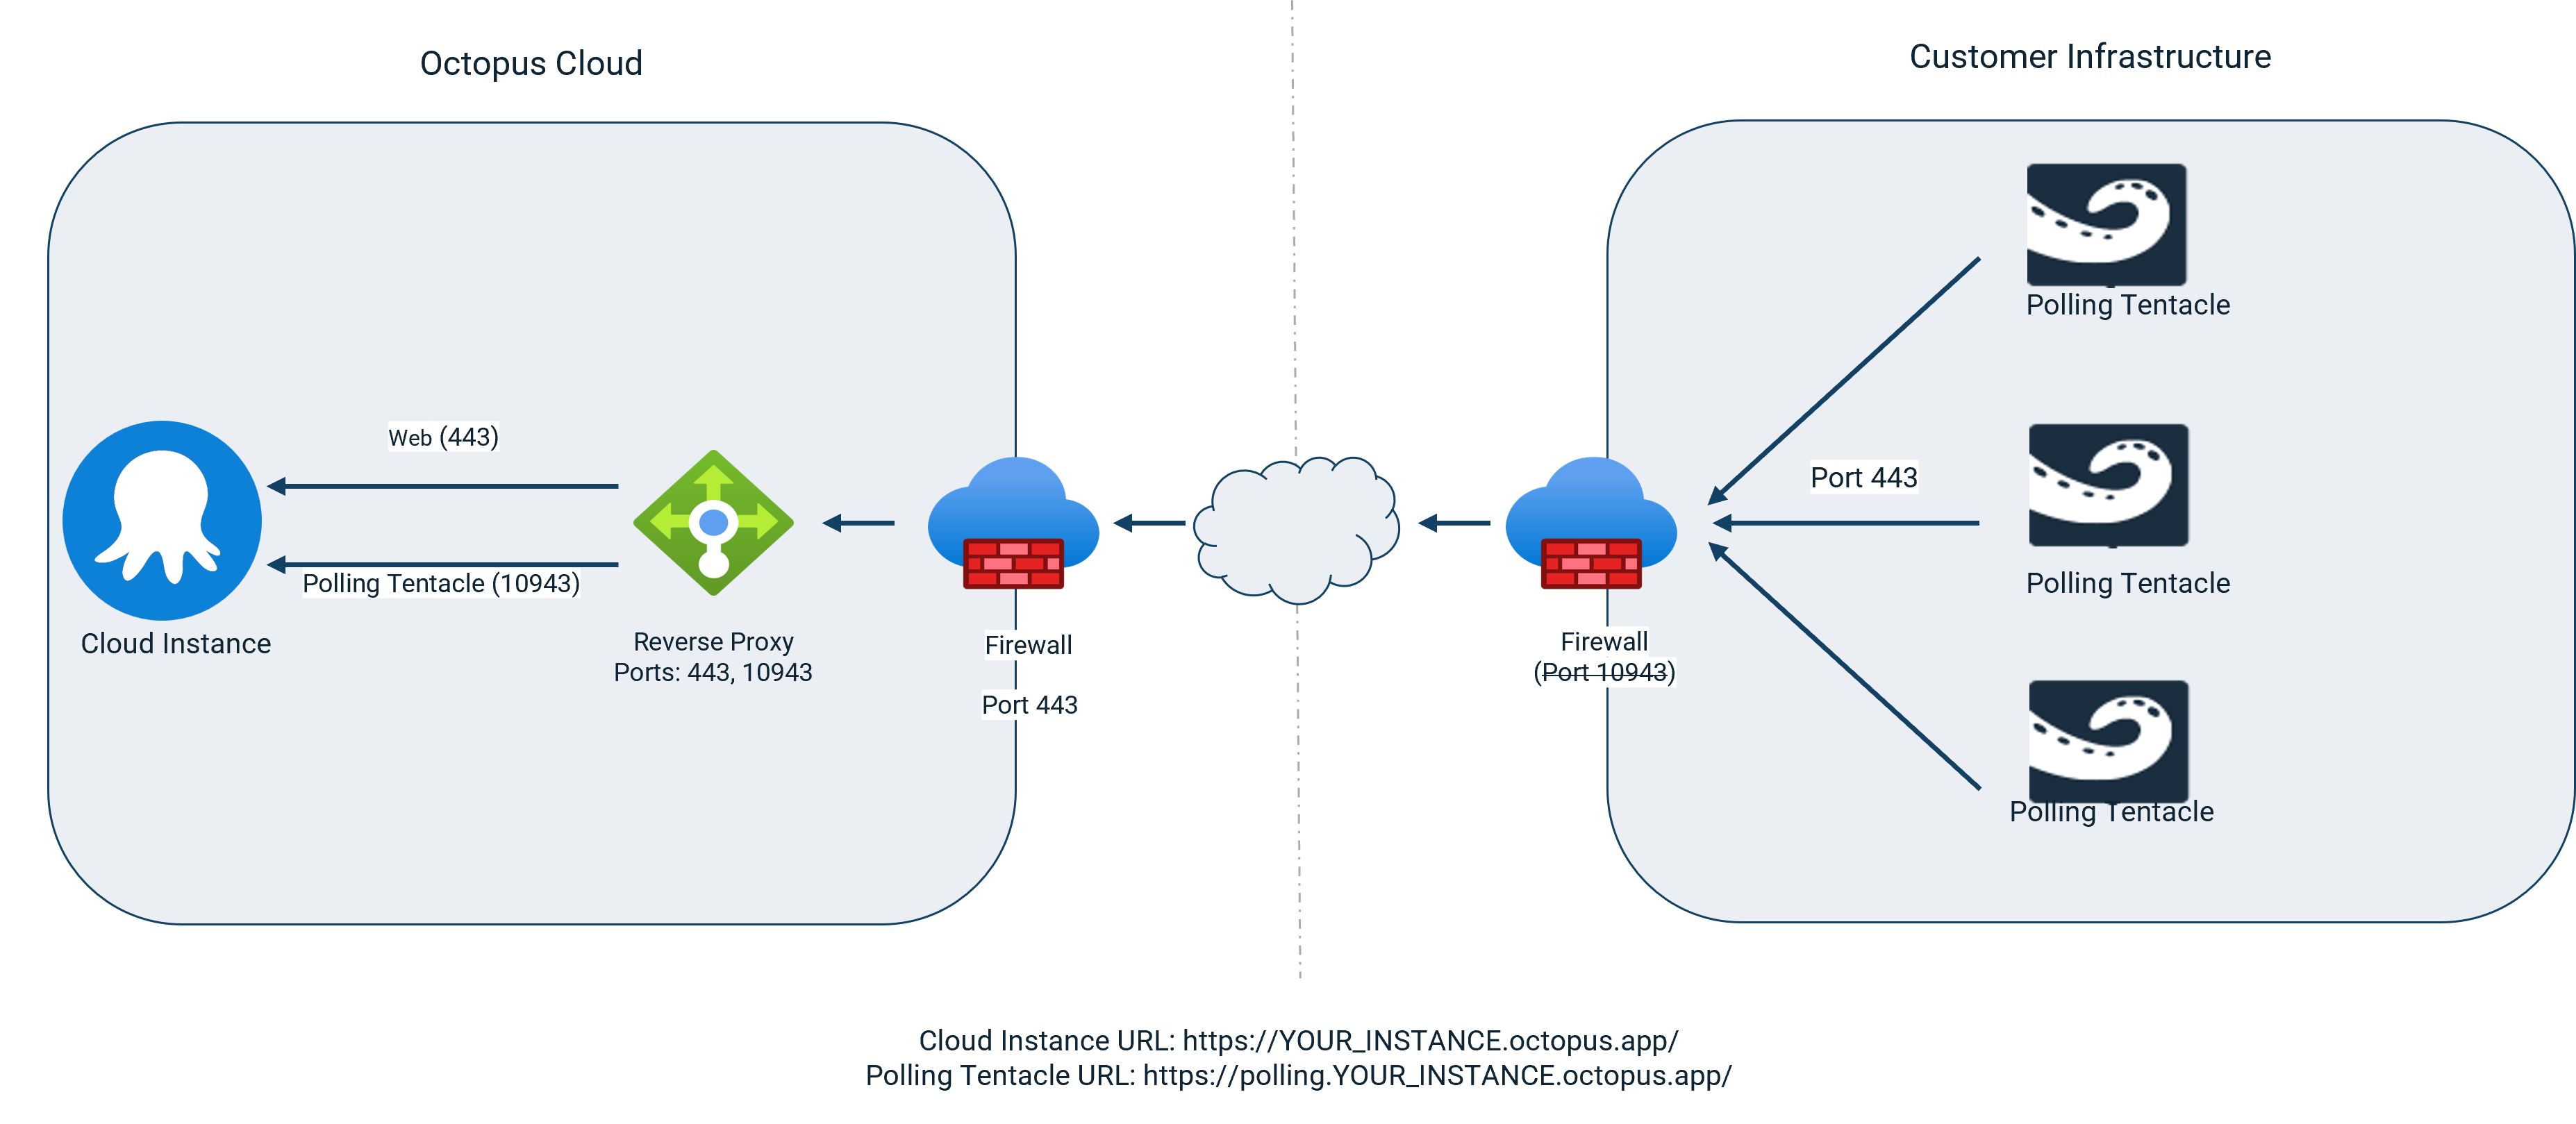 Octopus Cloud
Customer Infrastructure
Polling Tentacle
Web (443)
Port 443
Polling Tentacle (10943)
Polling Tentacle
Cloud Instance
Reverse Proxy
Ports: 443, 10943
Firewall
Port 443
Firewall
(Port 10943)
Polling Tentacle
Cloud Instance URL: https://YOUR_INSTANCE.octopus.app/
Polling Tentacle URL: https://polling.YOUR_INSTANCE.octopus.app/